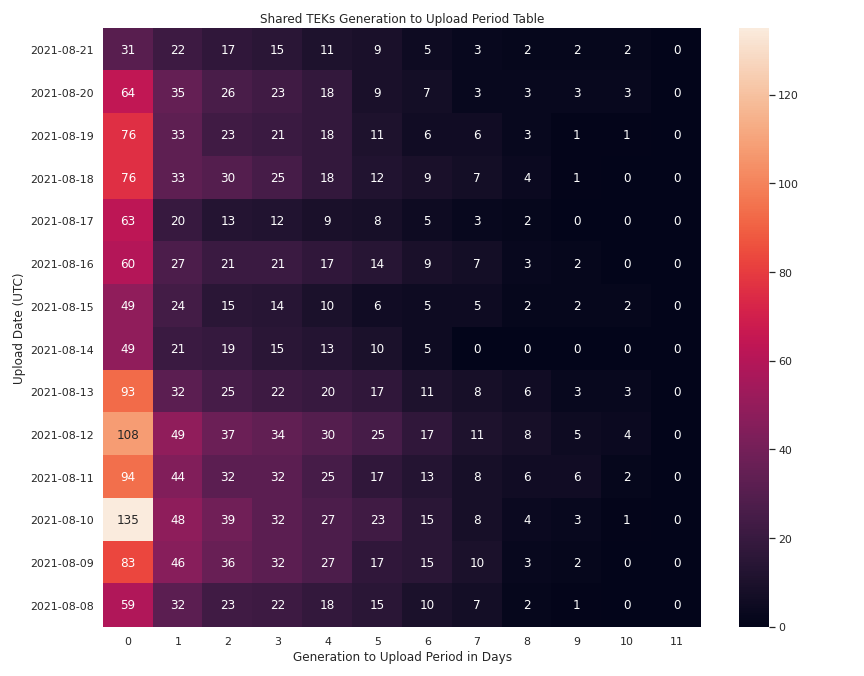 Shared TEKs Generation to Upload Period Table
Upload Date (UTC)
2021-08-21 31 22 17 15 11 9 5 3 2 2 2 0
2021-08-20 64 35 26 23 18 9 7 3 3 3 3 0
2021-08-19 76 33 23 21 18 11 6 6 3 1 1 0
2021-08-18 76 33 30 25 18 12 9 7 4 1 0 0
2021-08-17 63 20 13 12 9 8 5 3 2 0 0 0
2021-08-16 60 27 21 21 17 14 9 7 3 2 0 0
2021-08-15 49 24 15 14 10 6 5 5 2 2 2 0
2021-08-14 49 21 19 15 13 10 5 0 0 0 0 0
2021-08-13 93 32 25 22 20 17 11 8 6 3 3 0
2021-08-12 108 49 37 34 30 25 17 11 8 5 4 0
2021-08-11 94 44 32 32 25 17 13 8 6 6 2 0
2021-08-10 135 48 39 32 27 23 15 8 4 3 1 0
2021-08-09 83 46 36 32 27 17 15 10 3 2 0 0
2021-08-08 59 32 23 22 18 15 10 7 2 1 0 0
0 1 2 3 4 5 6 7 8 9 10 11
Generation to Upload Period in Days
120
100
80
60
40
20
0